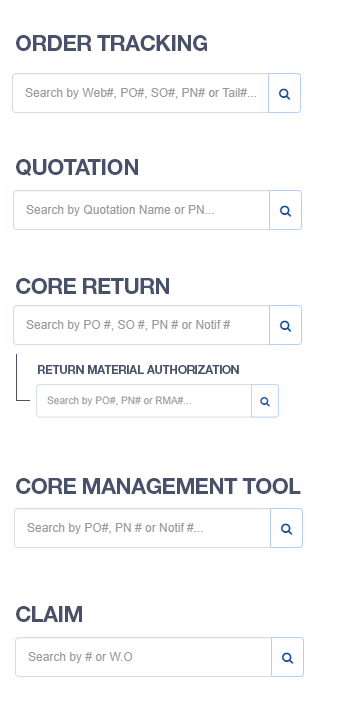 ORDER TRACKING
Search by Web#, PO#, SO#, PN# or Tail#...
QUOTATION
Search by Quotation Name or PN...
CORE RETURN
Search by PO #, SO #, PN # or Notif #
RETURN MATERIAL AUTHORIZATION
Search by PO#, PN# or RMA#...
CORE MANAGEMENT TOOL
Search by PO#, PN # or Notif #...
CLAIM
Search by # or W.O